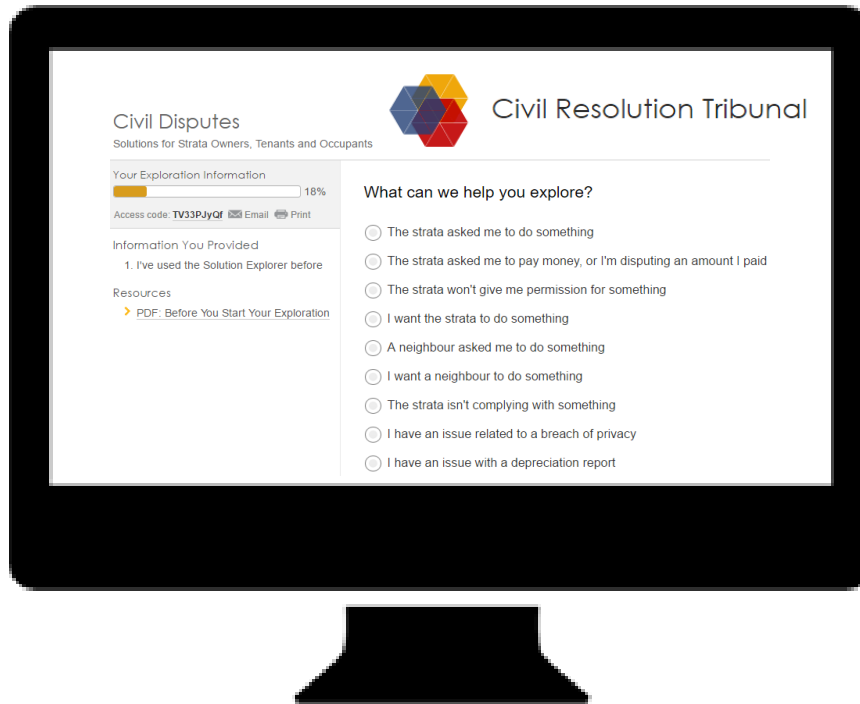 Civil Resolution Tribunal
Civil Disputes
Solutions for Strata Owners, Tenants and Occupants
Your Exploration Information
18%
Access code: TV33PJyQf Email Print
Information You Provided
1. I've used the Solution Explorer before
Resources
PDF: Before You Start Your Exploration
What can we help you explore?
The strata asked me to do something
The strata asked me to pay money, or I'm disputing an amount I paid
The strata won't give me permission for something
I want the strata to do something
A neighbour asked me to do something
I want a neighbour to do something
The strata isn't complying with something
I have an issue related to a breach of privacy
I have an issue with a depreciation report